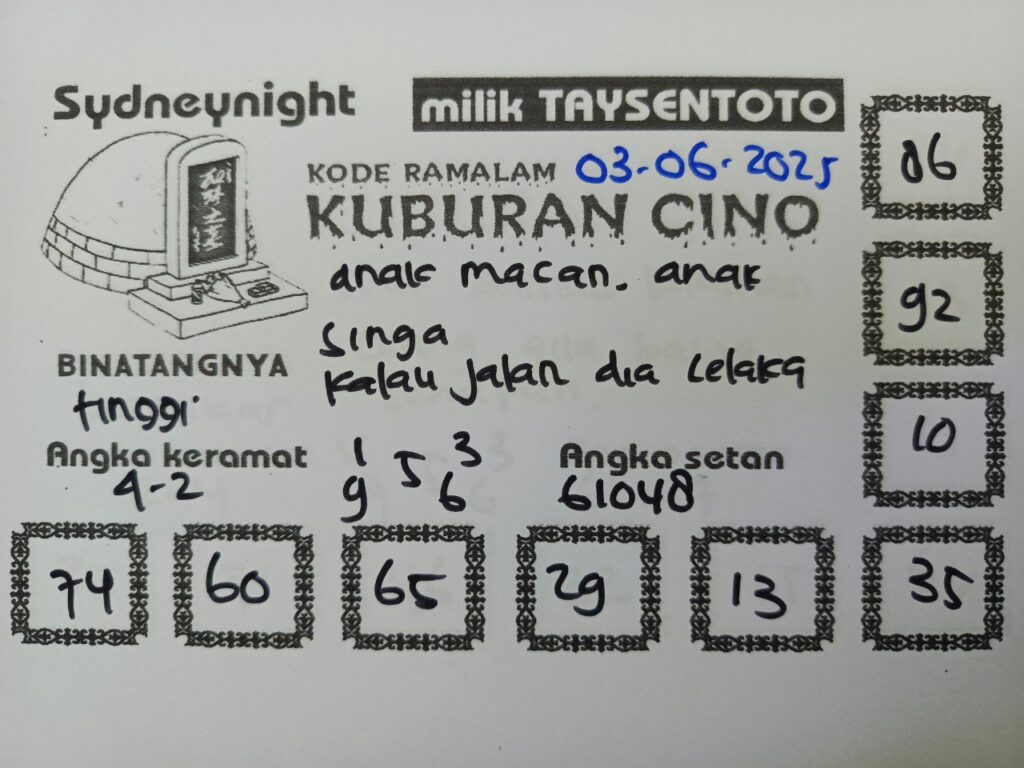 Sydneynight
milik TAYSENTOTO
KODE RAMALAM 03-06-2025
KUBURAN CINO
anak macan. anak
singa
kalau jalan dia celaka
BINATANGNYA
tinggi
Angka keramat
4-2
1 3
5
9 6
Angka setan
61048
06
92
10
74 60 65 29 13 35